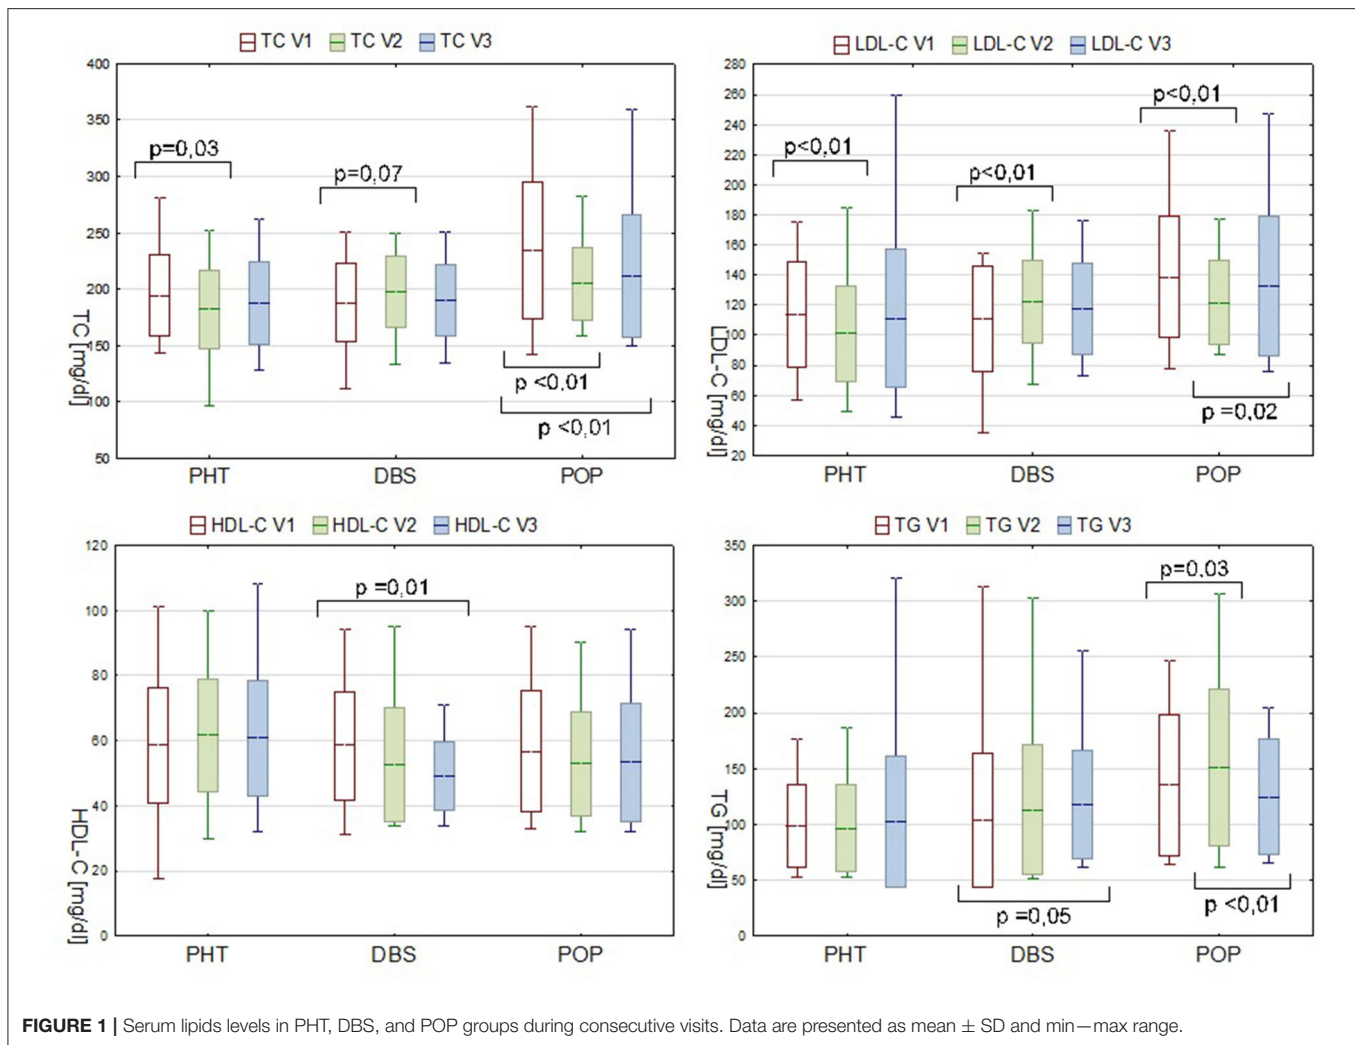 TC V1 TC V2 TC V3
400
350
300
250
200
150
100
50
TC [mg/dl]
p=0,03
p=0,07
p <0,01
p <0,01
PHT DBS POP
LDL-C V1 LDL-C V2 LDL-C V3
280
260
240
220
200
180
160
140
120
100
80
60
40
20
LDL-C [mg/dl]
p<0,01
p<0,01
p<0,01
p =0,02
PHT DBS POP
HDL-C V1 HDL-C V2 HDL-C V3
120
100
80
60
40
20
0
HDL-C [mg/dl]
p =0,01
PHT DBS POP
TG V1 TG V2 TG V3
350
300
250
200
150
100
50
0
TG [mg/dl]
p=0,03
p =0,05
p <0,01
PHT DBS POP
FIGURE 1 | Serum lipids levels in PHT, DBS, and POP groups during consecutive visits. Data are presented as mean ± SD and min—max range.